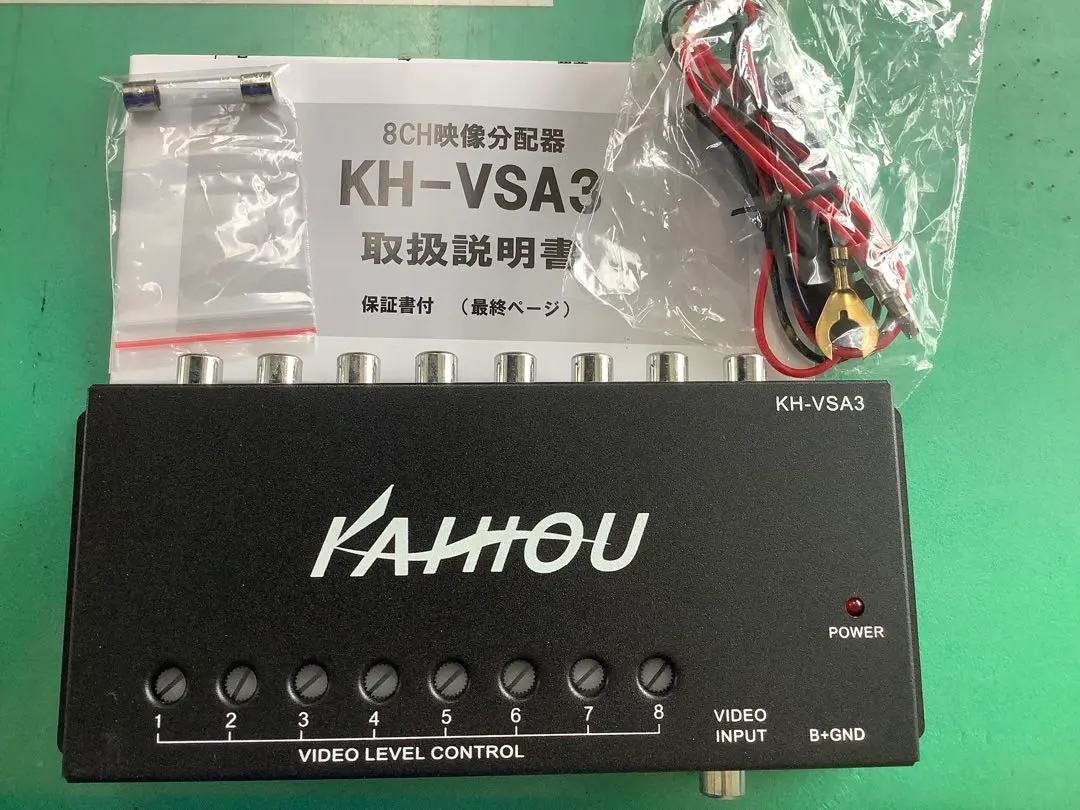 8CH映像分配器
KH-VSA3
取扱説明書
保証書付 （最終ページ）
KH-VSA3
KAIHOU
POWER
1 2 3 4 5 6 7 8
VIDEO LEVEL CONTROL
VIDEO
INPUT
B+GND